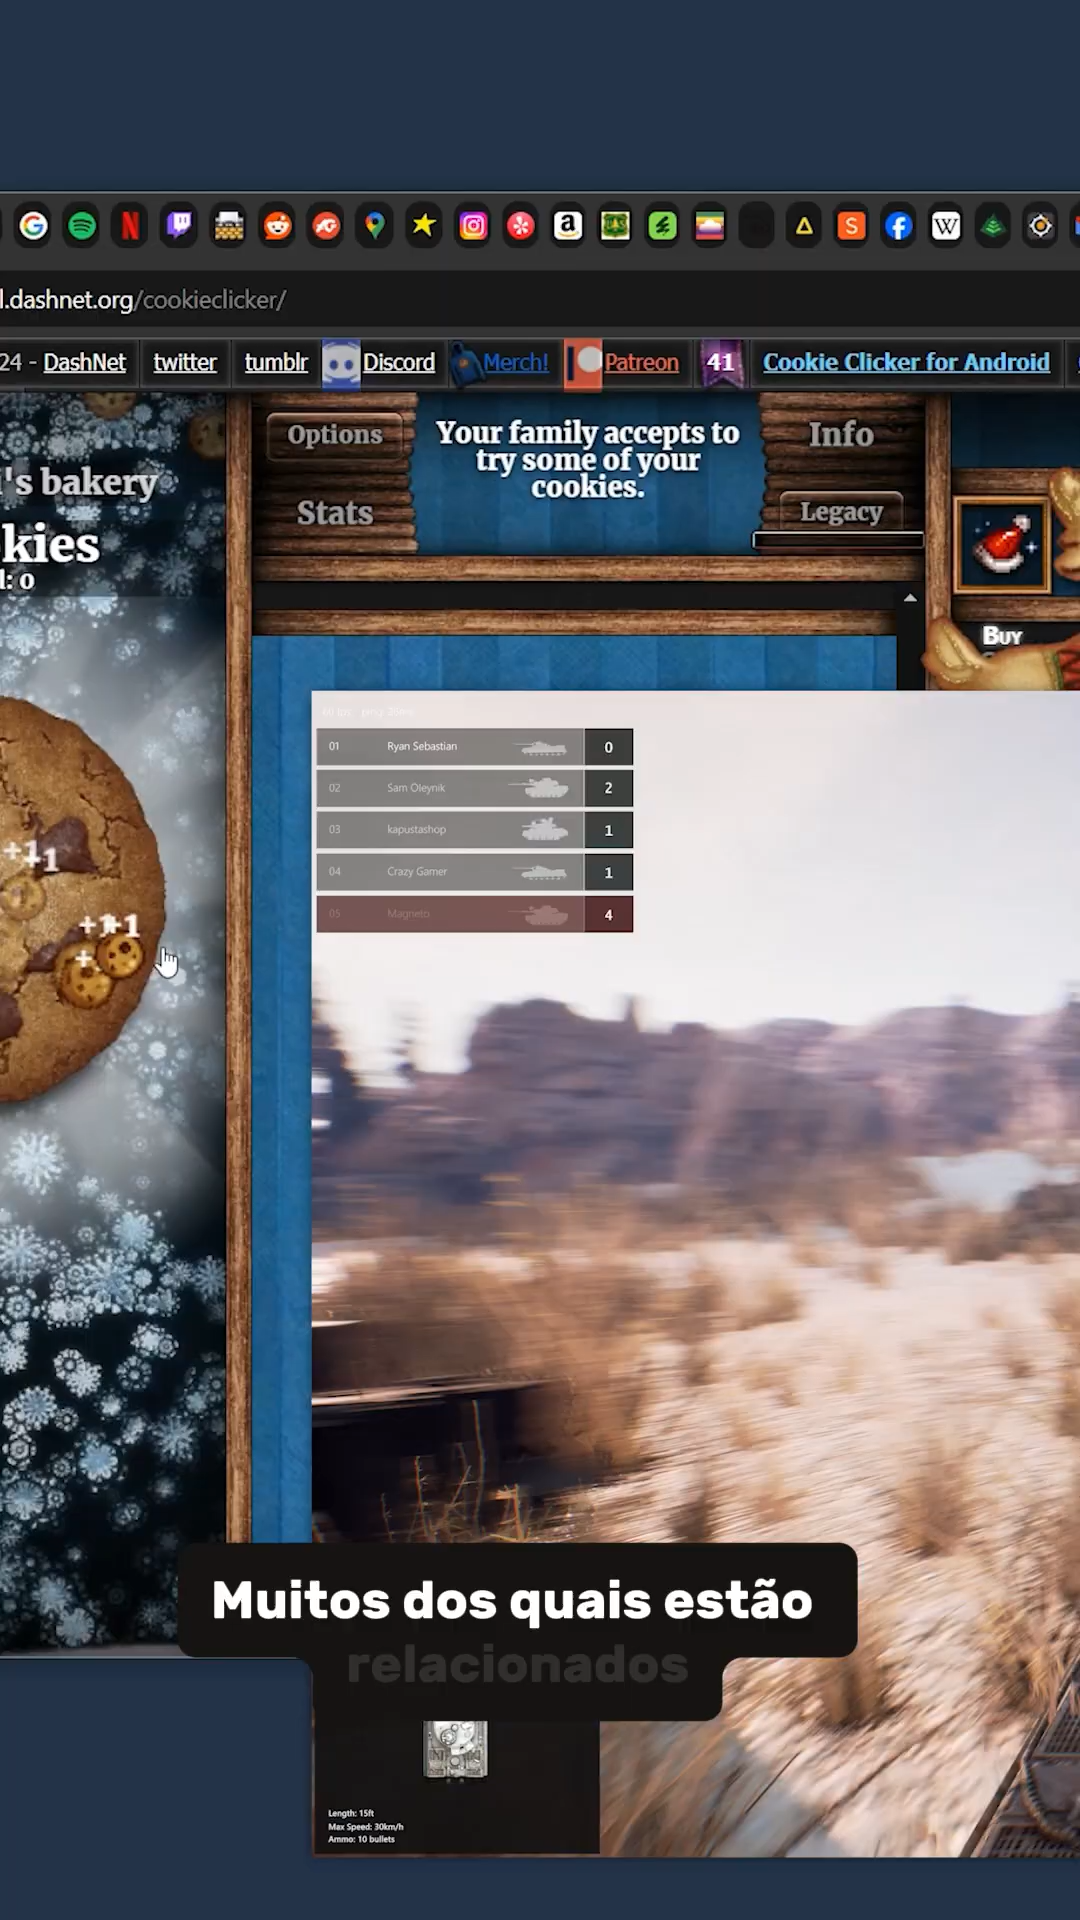 l.dashnet.org/cookieclicker/
24 - DashNet twitter tumblr Discord Merch! Patreon 41 Cookie Clicker for Android
's bakery
kies
l: 0
Options
Stats
Your family accepts to
try some of your
cookies.
Info
Legacy
BUY
01 Ryan Sebastian 0
02 Sam Oleynik 2
03 kapustashop 1
04 Crazy Gamer 1
05 Magneto 4
+1
1
+1
+1
+
Muitos dos quais estão
relacionados
Length: 15ft
Max Speed: 30km/h
Ammo: 10 bullets